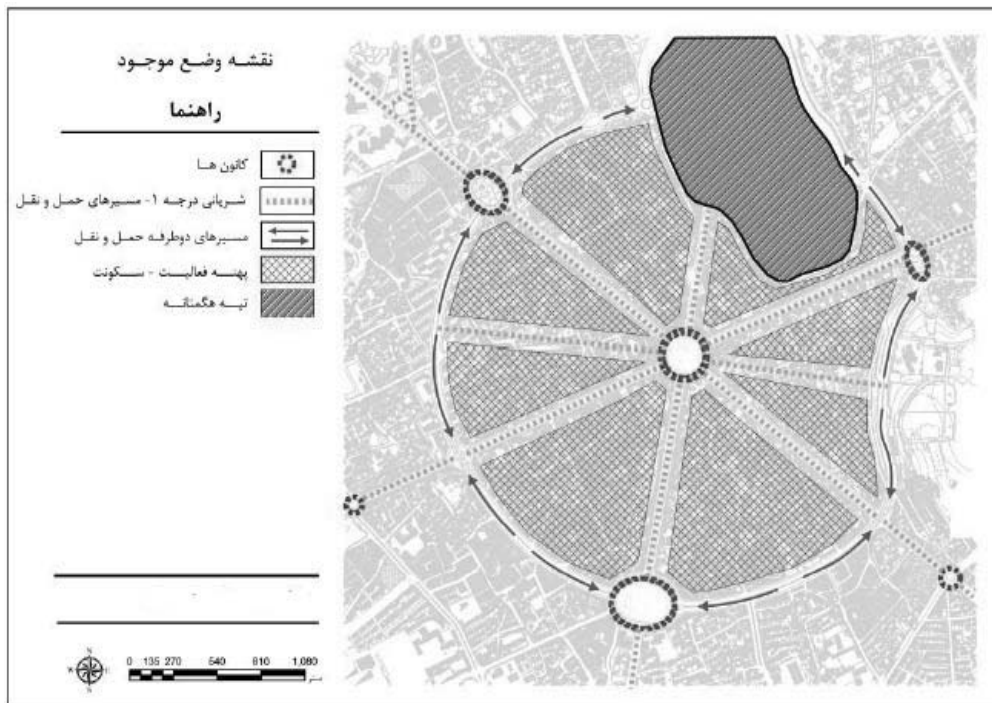 نقشه وضع موجود
راهنما
کانون ها
شریانی درجه ۱- مسیرهای حمل و نقل
مسیرهای دوطرفه حمل و نقل
پهنه فعالیت - سکونت
تپه هگمتانه
0 135 270 540 810 1,080
متر
N
W E
S